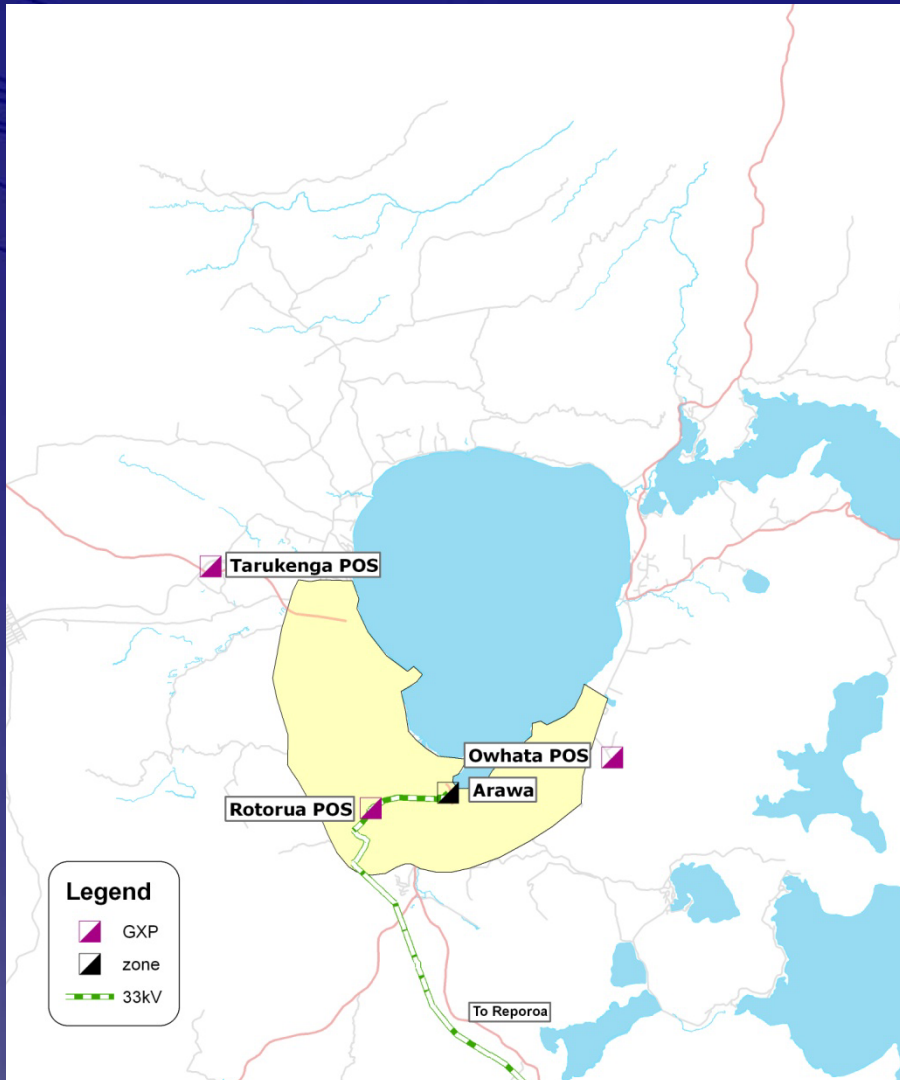 Tarukenga POS
Owhata POS
Arawa
Rotorua POS
Legend
GXP
zone
33kV
To Reporoa